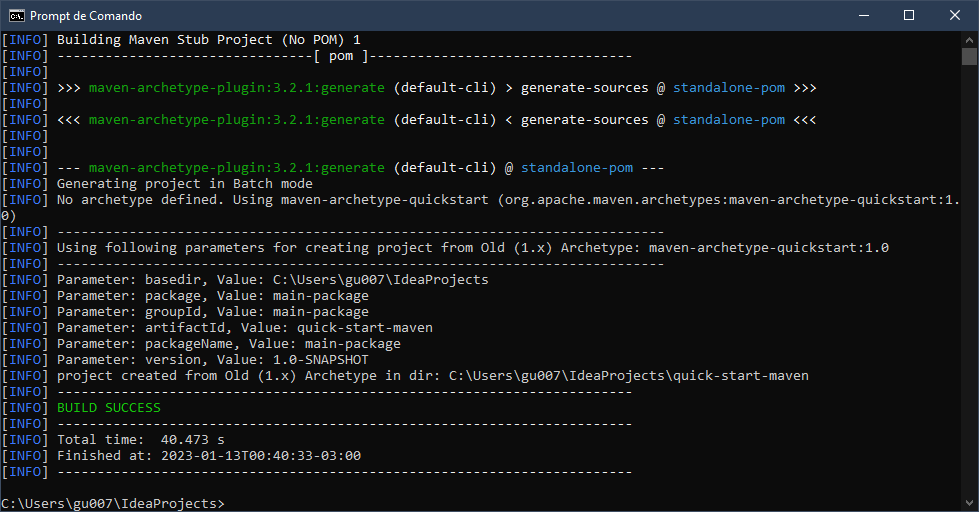 Prompt de Comando
[INFO] Building Maven Stub Project (No POM) 1
[INFO] --------------------------------[ pom ]---------------------------------
[INFO]
[INFO] >>> maven-archetype-plugin:3.2.1:generate (default-cli) > generate-sources @ standalone-pom >>>
[INFO]
[INFO] <<< maven-archetype-plugin:3.2.1:generate (default-cli) < generate-sources @ standalone-pom <<<
[INFO]
[INFO]
[INFO] --- maven-archetype-plugin:3.2.1:generate (default-cli) @ standalone-pom ---
[INFO] Generating project in Batch mode
[INFO] No archetype defined. Using maven-archetype-quickstart (org.apache.maven.archetypes:maven-archetype-quickstart:1.
0)
[INFO] ----------------------------------------------------------------------------
[INFO] Using following parameters for creating project from Old (1.x) Archetype: maven-archetype-quickstart:1.0
[INFO] ----------------------------------------------------------------------------
[INFO] Parameter: basedir, Value: C:\Users\gu007\IdeaProjects
[INFO] Parameter: package, Value: main-package
[INFO] Parameter: groupId, Value: main-package
[INFO] Parameter: artifactId, Value: quick-start-maven
[INFO] Parameter: packageName, Value: main-package
[INFO] Parameter: version, Value: 1.0-SNAPSHOT
[INFO] project created from Old (1.x) Archetype in dir: C:\Users\gu007\IdeaProjects\quick-start-maven
[INFO] ------------------------------------------------------------------------
[INFO] BUILD SUCCESS
[INFO] ------------------------------------------------------------------------
[INFO] Total time:  40.473 s
[INFO] Finished at: 2023-01-13T00:40:33-03:00
[INFO] ------------------------------------------------------------------------
C:\Users\gu007\IdeaProjects>